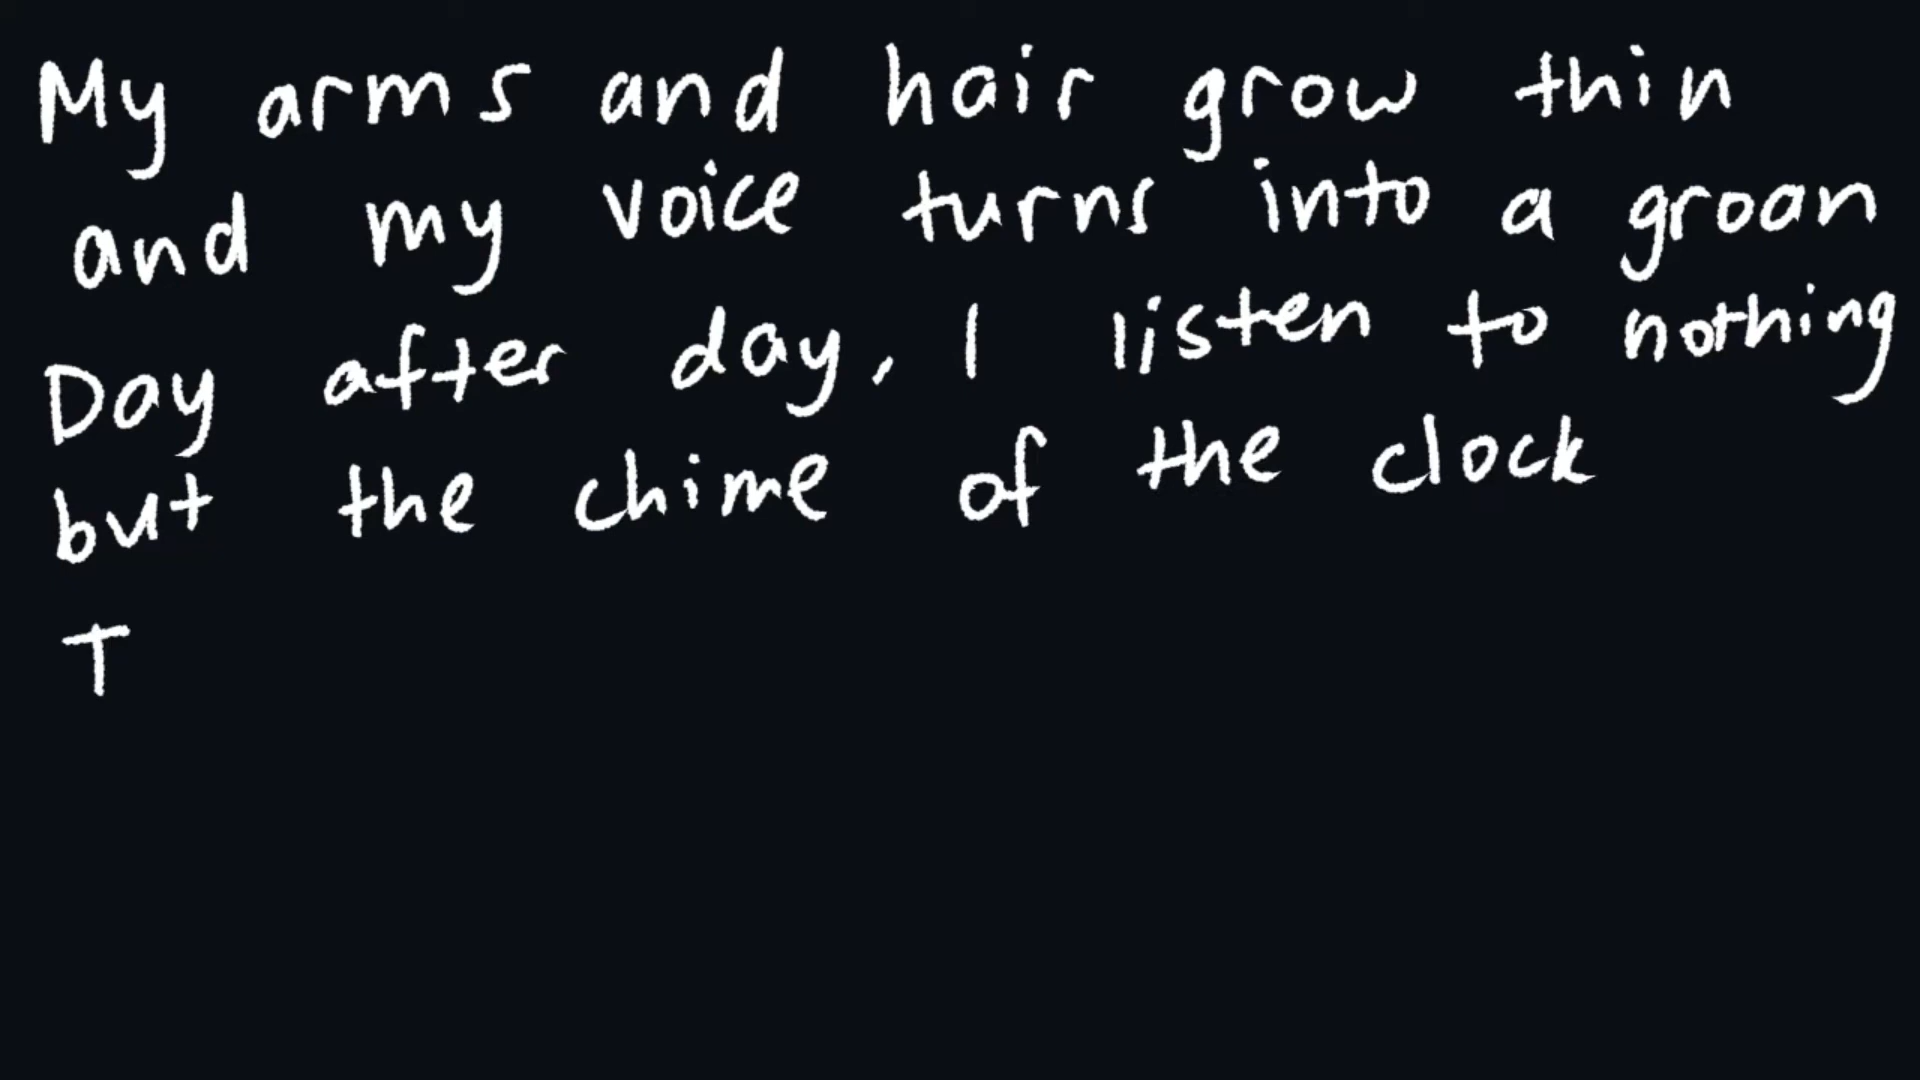 My arms and hair grow thin
and my voice turns into a groan
Day after day, I listen to nothing
but the chime of the clock
T